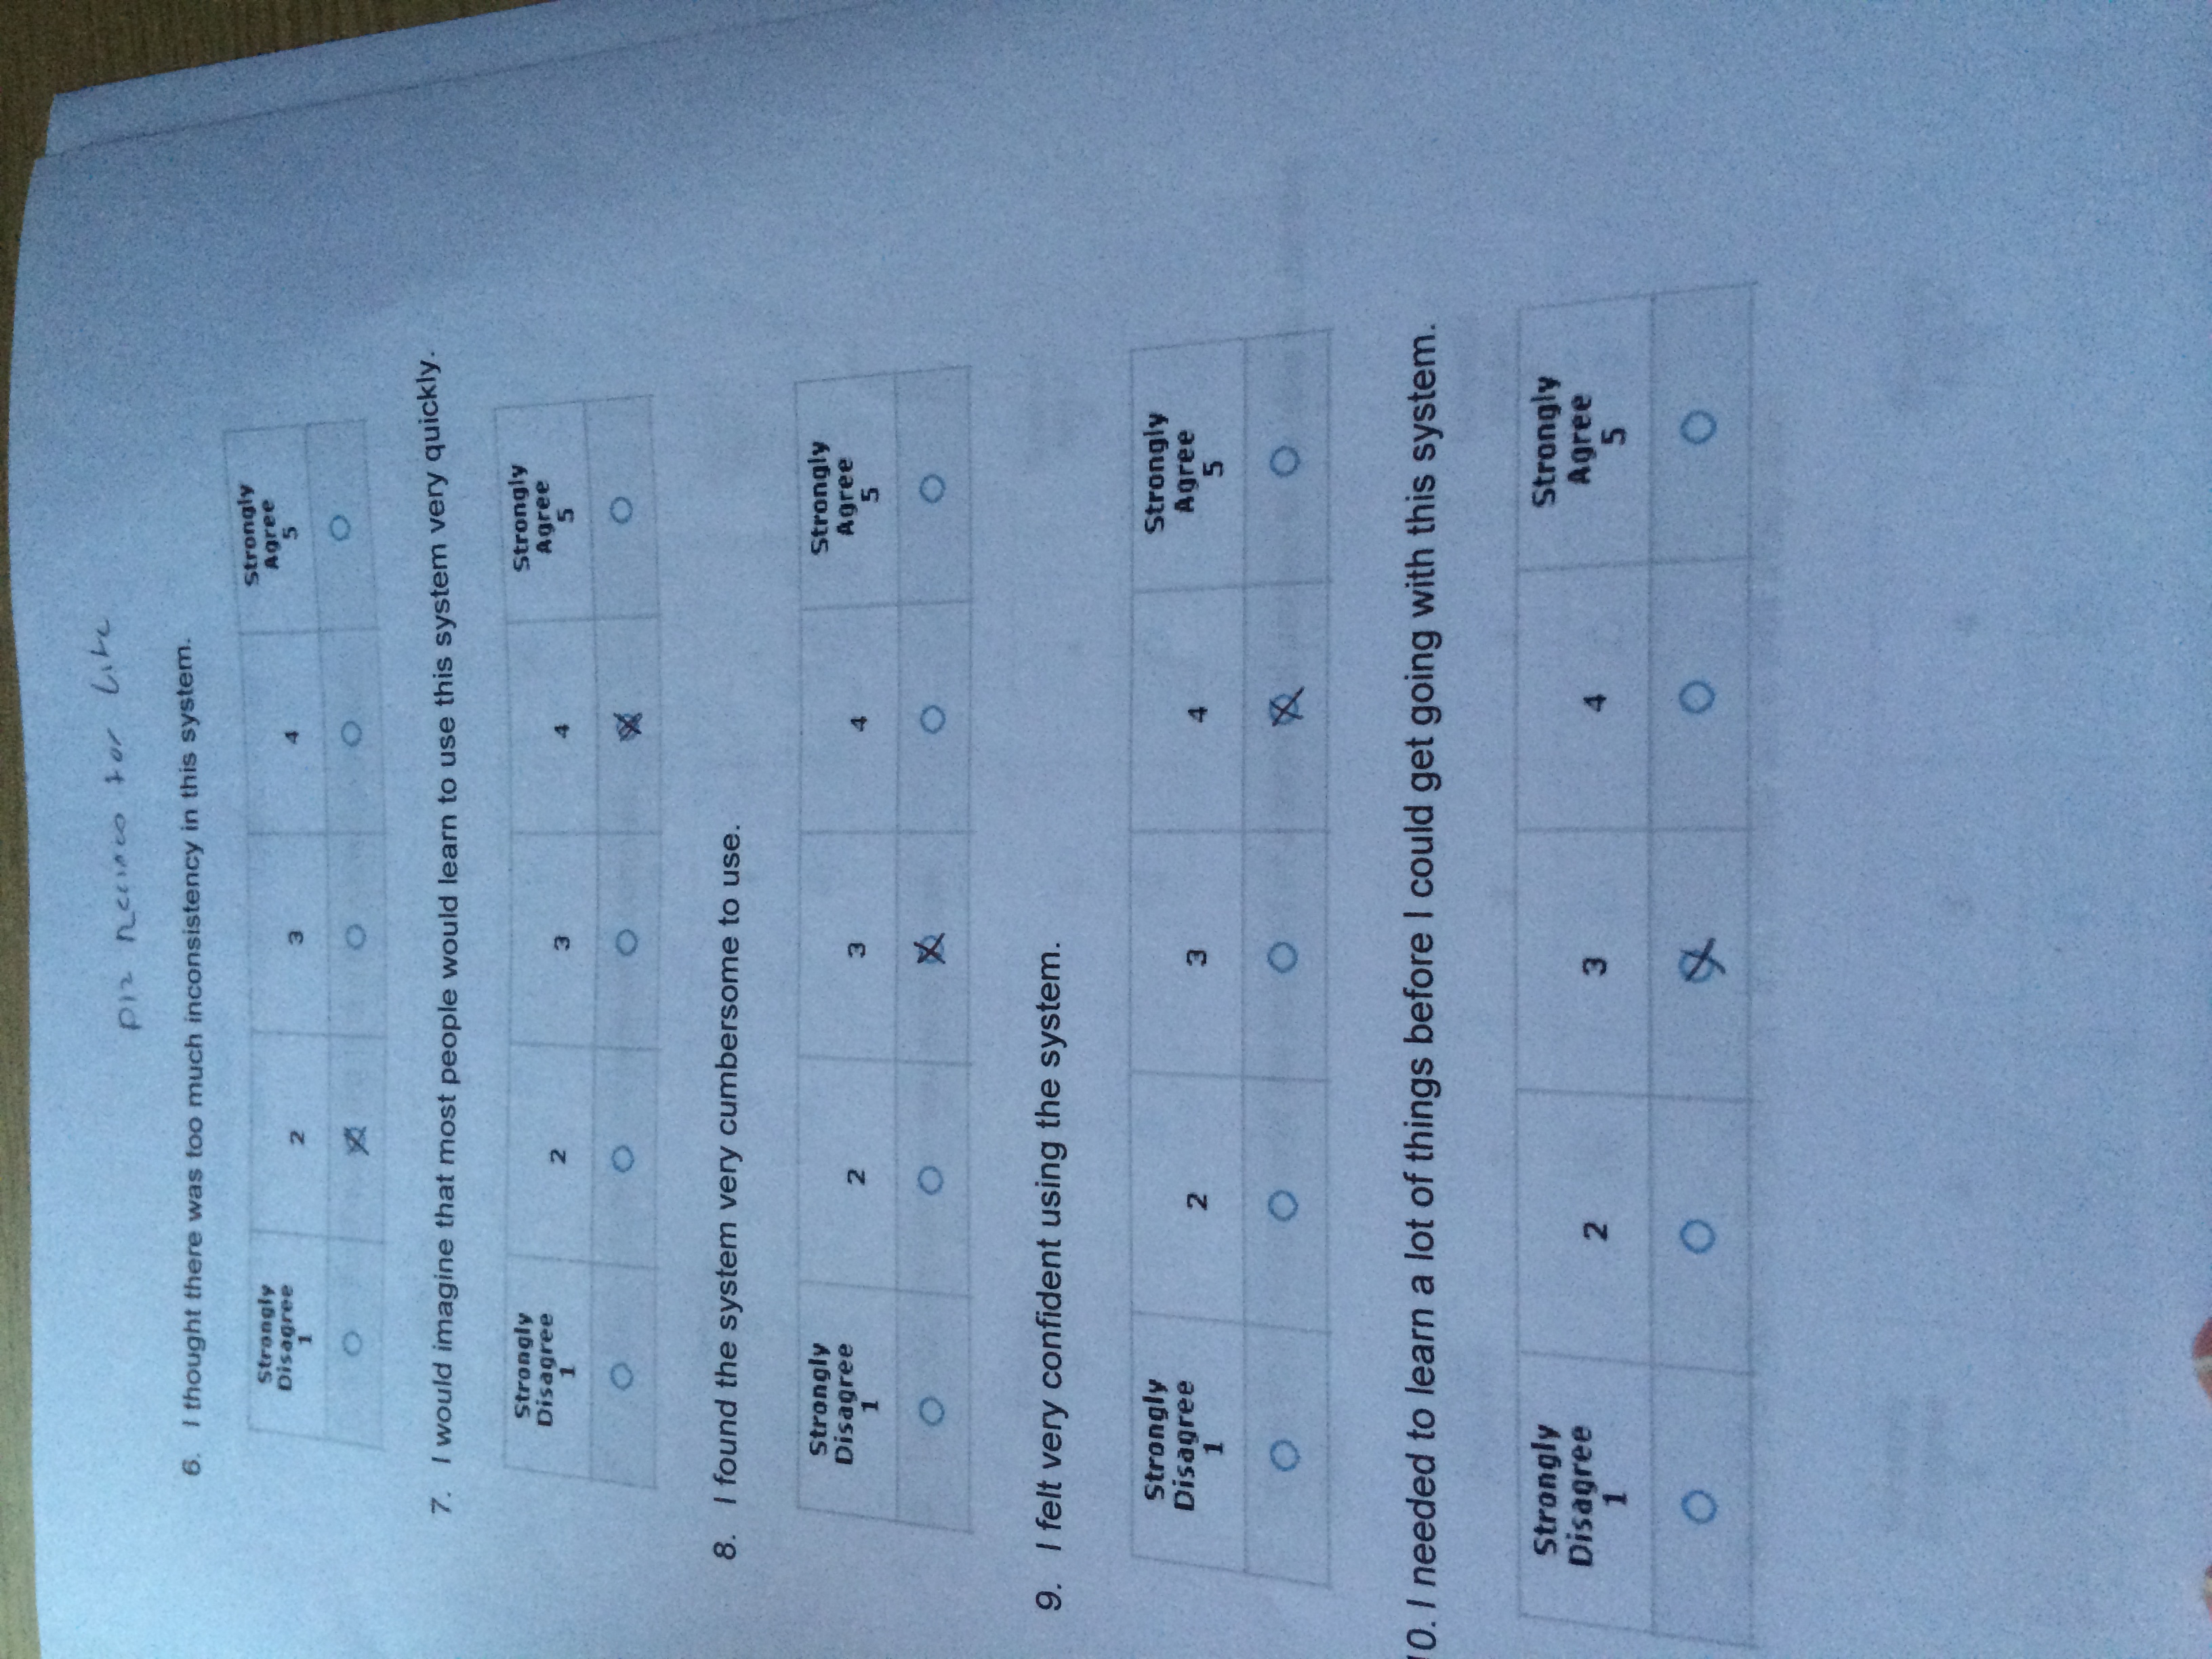 P12 Recipes for Life
6. I thought there was too much inconsistency in this system.
Strongly Disagree 1 2 3 4 Strongly Agree 5
7. I would imagine that most people would learn to use this system very quickly.
Strongly Disagree 1 2 3 4 Strongly Agree 5
8. I found the system very cumbersome to use.
Strongly Disagree 1 2 3 4 Strongly Agree 5
9. I felt very confident using the system.
Strongly Disagree 1 2 3 4 Strongly Agree 5
10. I needed to learn a lot of things before I could get going with this system.
Strongly Disagree 1 2 3 4 Strongly Agree 5